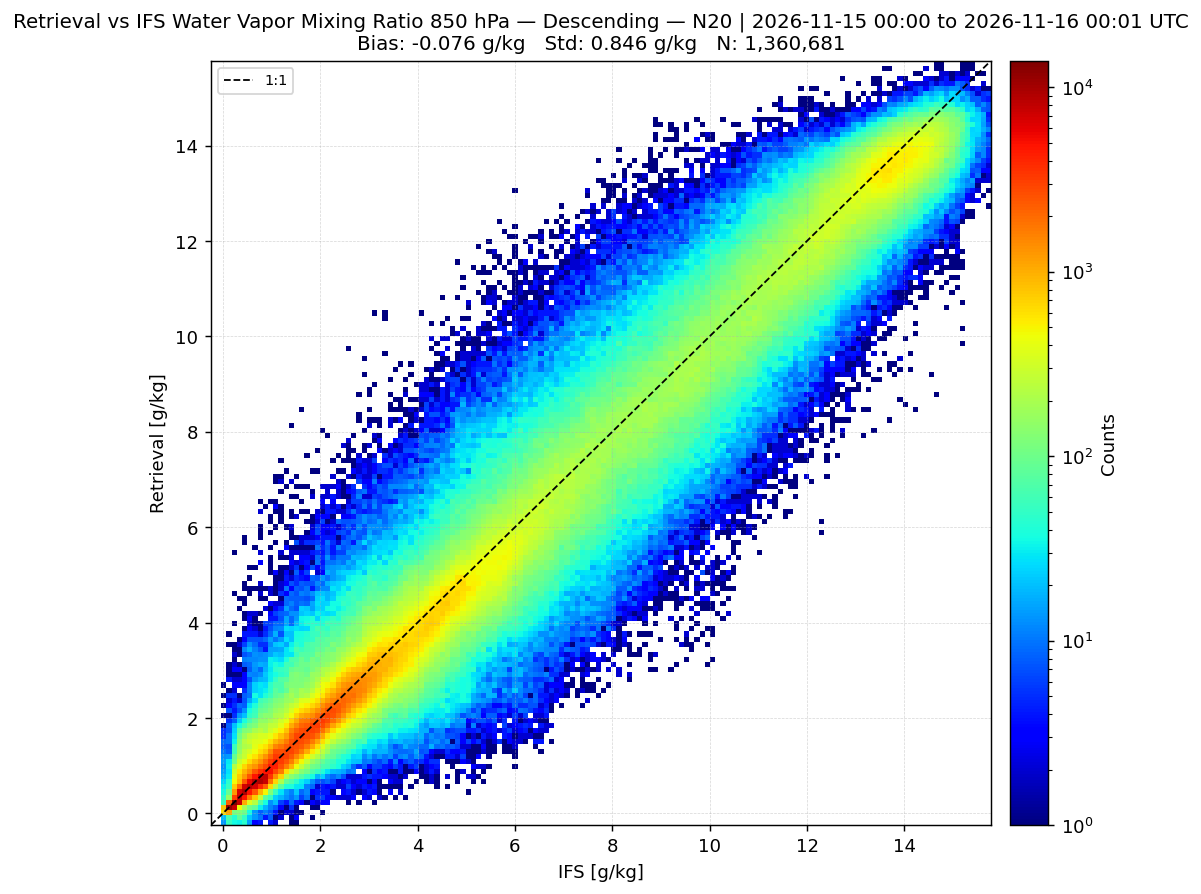 Retrieval vs IFS Water Vapor Mixing Ratio 850 hPa — Descending — N20 | 2026-11-15 00:00 to 2026-11-16 00:01 UTC
Bias: -0.076 g/kg Std: 0.846 g/kg N: 1,360,681
1:1
Retrieval [g/kg]
14
12
10
8
6
4
2
0
0 2 4 6 8 10 12 14
IFS [g/kg]
10⁴
10³
10²
10¹
10⁰
Counts